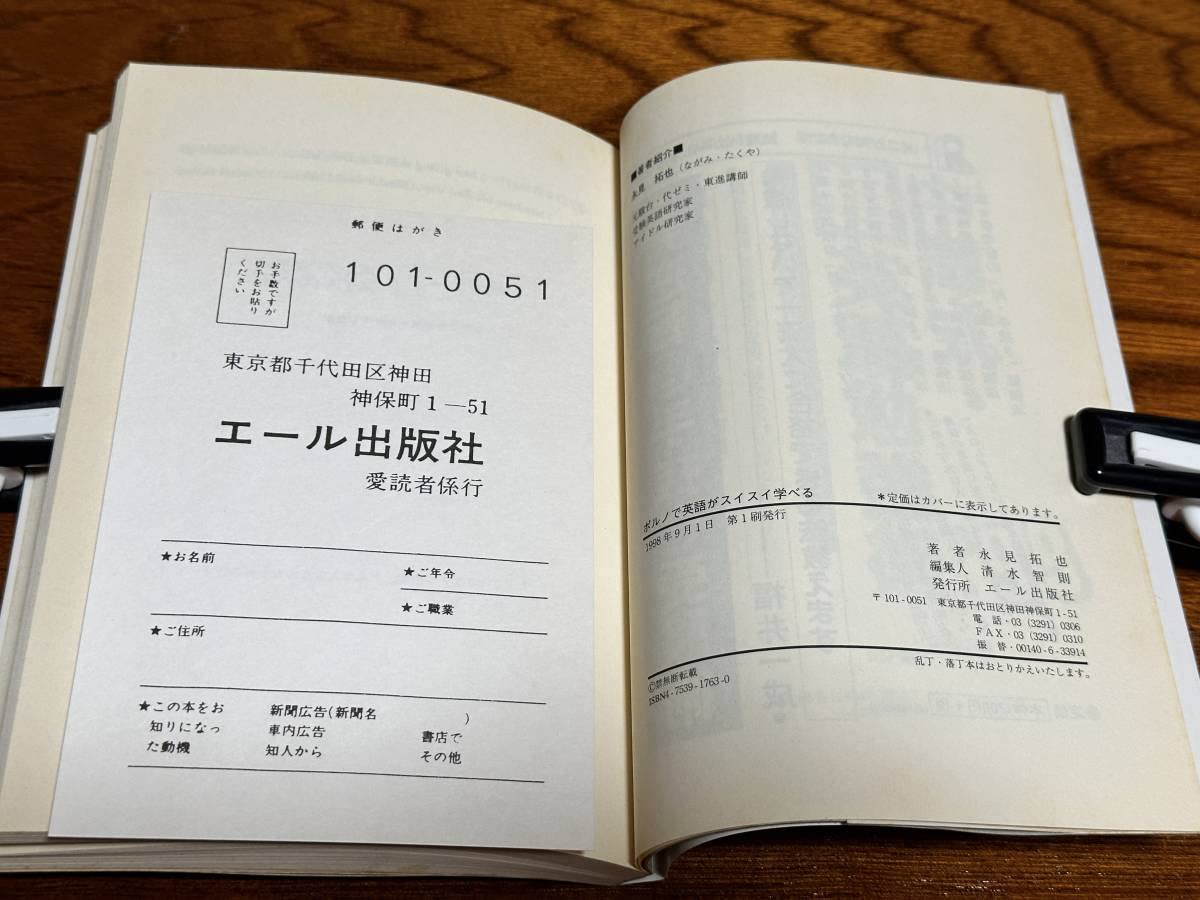 郵便はがき
お手数ですが
切手をお貼り
ください
101-0051
東京都千代田区神田
神保町1―51
エール出版社
愛読者係行
★お名前
★ご年令
★ご職業
★ご住所
★この本をお
知りになっ
た動機
新聞広告(新聞名 )
車内広告
知人から
書店で
その他
■著者紹介■
永見 拓也(ながみ・たくや)
元駿台・代ゼミ・東進講師
受験英語研究家
アイドル研究家
ポルノで英語がスイスイ学べる
*定価はカバーに表示してあります。
1998年9月1日 第1刷発行
著者 永見拓也
編集人 清水智則
発行所 エール出版社
〒101-0051 東京都千代田区神田神保町1-51
電話・03(3291)0306
FAX・03(3291)0310
振替・00140-6-33914
乱丁・落丁本はおとりかえいたします。
©禁無断転載
ISBN4-7539-1763-0